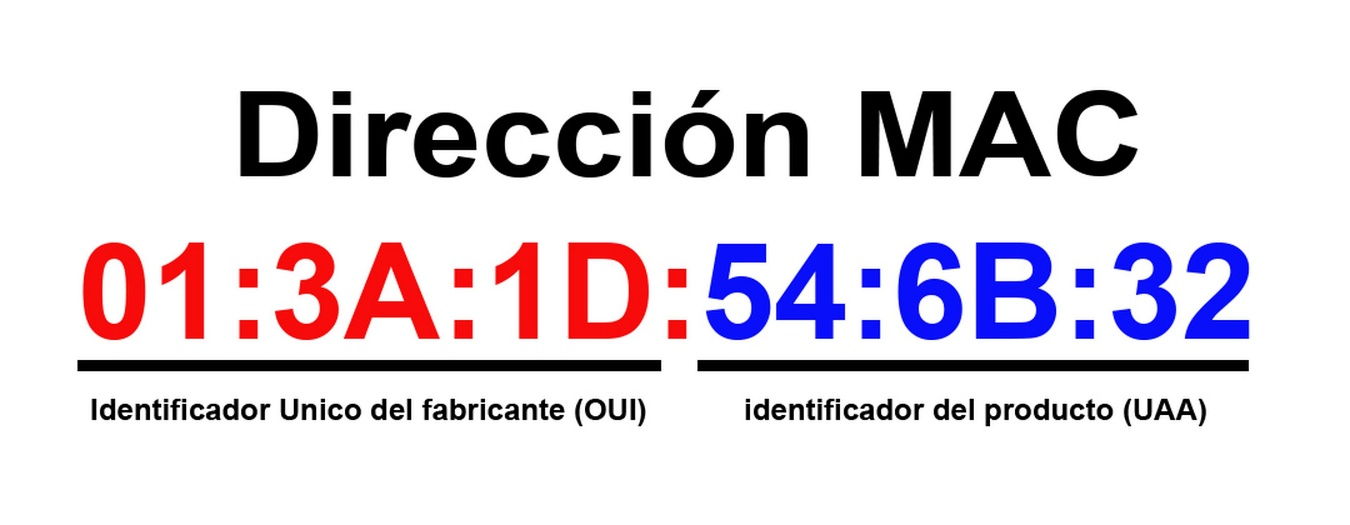 Dirección MAC
01:3A:1D:54:6B:32
Identificador Unico del fabricante (OUI) identificador del producto (UAA)